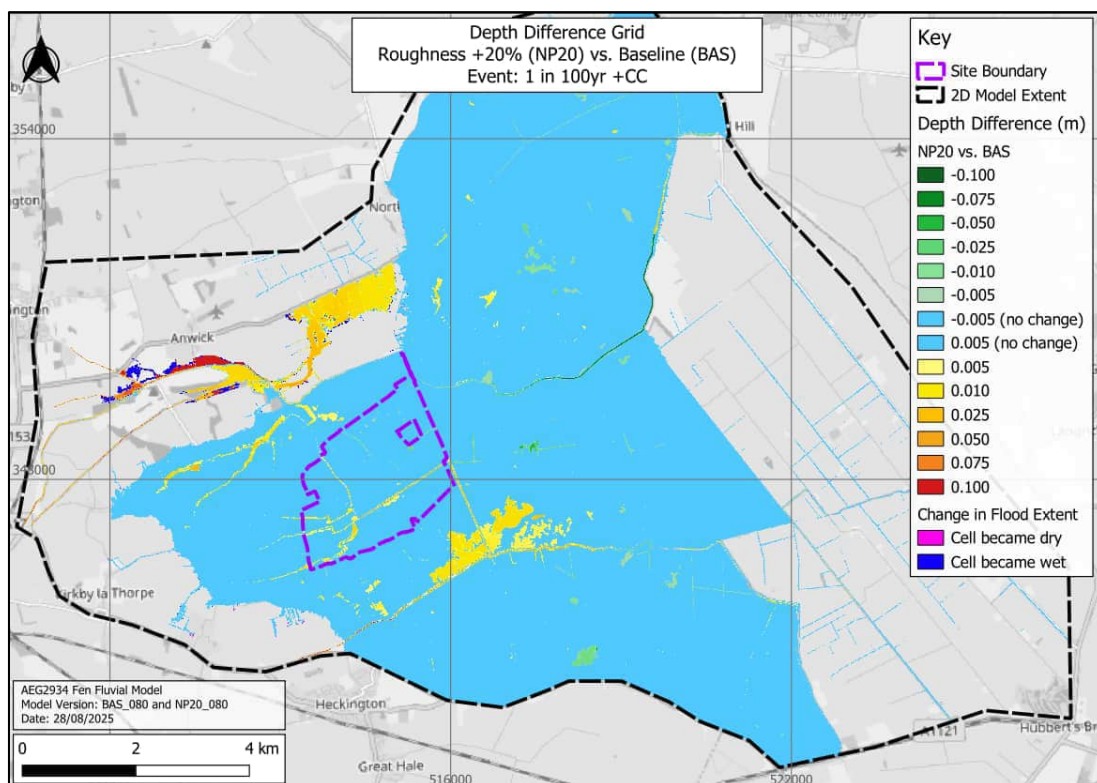 Depth Difference Grid
Roughness +20% (NP20) vs. Baseline (BAS)
Event: 1 in 100yr +CC
Key
Site Boundary
2D Model Extent
Depth Difference (m)
NP20 vs. BAS
-0.100
-0.075
-0.050
-0.025
-0.010
-0.005
-0.005 (no change)
0.005 (no change)
0.005
0.010
0.025
0.050
0.075
0.100
Change in Flood Extent
Cell became dry
Cell became wet
354000
Hill
North
Anwick
348000
Kirkby la Thorpe
Heckington
Great Hale
516000
522000
A1121
Hubbert's Br
AEG2934 Fen Fluvial Model
Model Version: BAS_080 and NP20_080
Date: 28/08/2025
0 2 4 km